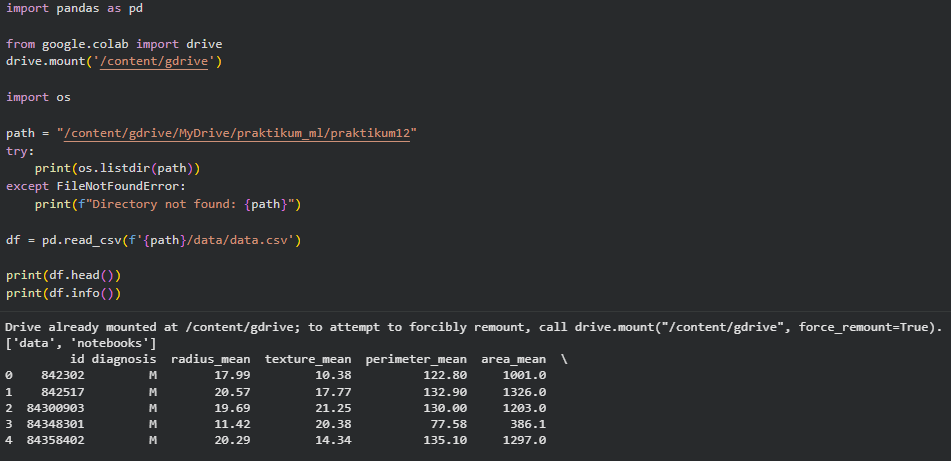 import pandas as pd
from google.colab import drive
drive.mount('/content/gdrive')
import os
path = "/content/gdrive/MyDrive/praktikum_ml/praktikum12"
try:
    print(os.listdir(path))
except FileNotFoundError:
    print(f"Directory not found: {path}")
df = pd.read_csv(f'{path}/data/data.csv')
print(df.head())
print(df.info())
Drive already mounted at /content/gdrive; to attempt to forcibly remount, call drive.mount("/content/gdrive", force_remount=True).
['data', 'notebooks']
         id diagnosis  radius_mean  texture_mean  perimeter_mean  area_mean  \
0    842302         M        17.99         10.38          122.80     1001.0
1    842517         M        20.57         17.77          132.90     1326.0
2  84300903         M        19.69         21.25          130.00     1203.0
3  84348301         M        11.42         20.38           77.58      386.1
4  84358402         M        20.29         14.34          135.10     1297.0